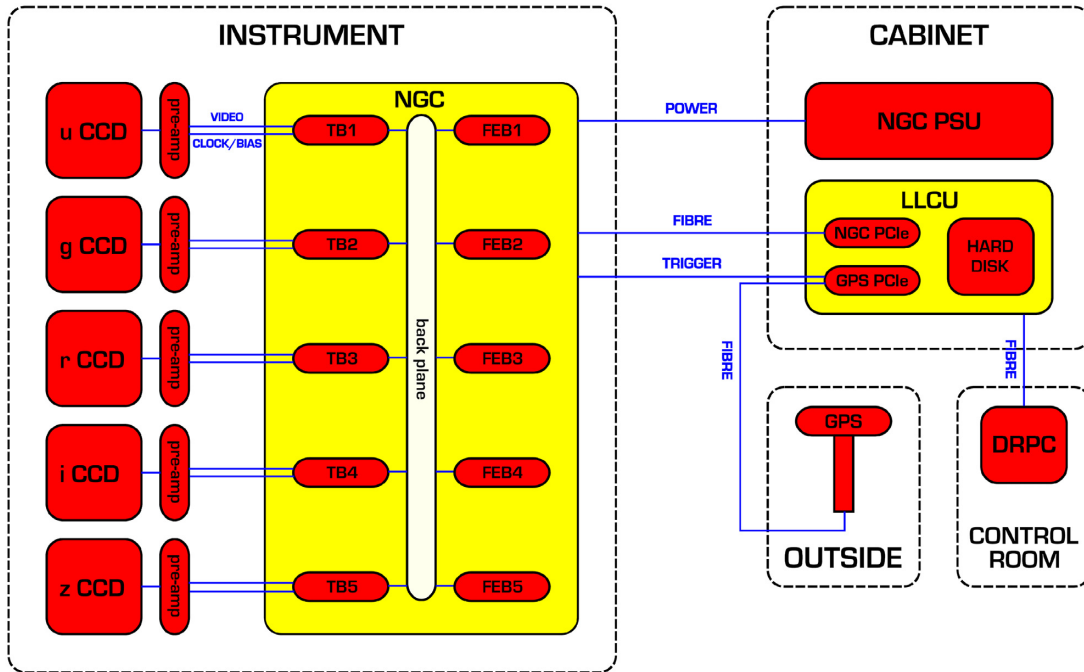 INSTRUMENT
CABINET
NGC
u CCD
pre-amp
VIDEO
CLOCK/BIAS
TB1
FEB1
POWER
NGC PSU
LLCU
g CCD
pre-amp
TB2
FEB2
FIBRE
NGC PCIe
HARD
DISK
TRIGGER
GPS PCIe
back plane
r CCD
pre-amp
TB3
FEB3
FIBRE
FIBRE
GPS
DRPC
i CCD
pre-amp
TB4
FEB4
OUTSIDE
CONTROL
ROOM
z CCD
pre-amp
TB5
FEB5